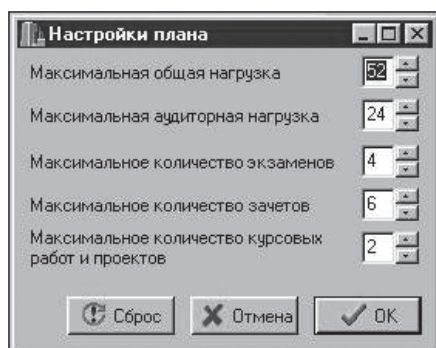 Настройки плана
Максимальная общая нагрузка 52
Максимальная аудиторная нагрузка 24
Максимальное количество экзаменов 4
Максимальное количество зачетов 6
Максимальное количество курсовых
работ и проектов 2
Сброс Отмена OK